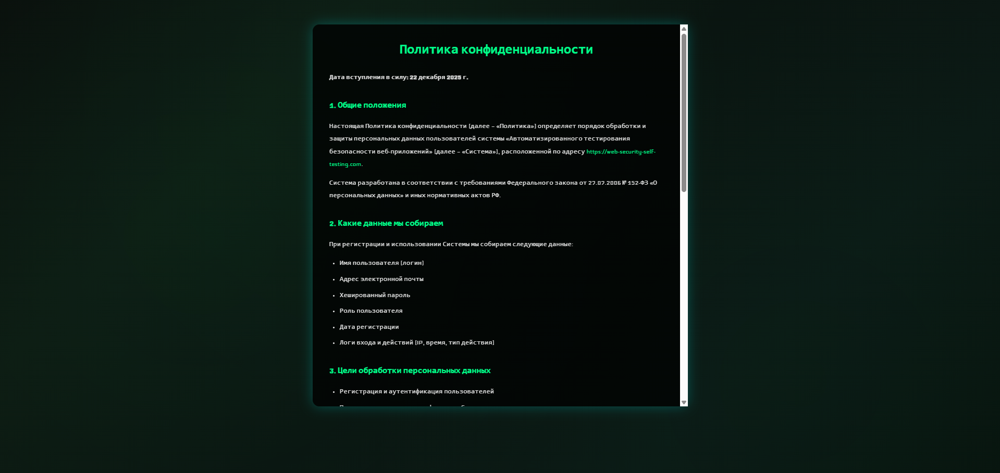 Политика конфиденциальности
Дата вступления в силу: 22 декабря 2025 г.
1. Общие положения
Настоящая Политика конфиденциальности [далее – «Политика»] определяет порядок обработки и
защиты персональных данных пользователей системы «Автоматизированного тестирования
безопасности веб-приложений» [далее – «Система»], расположенной по адресу https://web-security-self-
testing.com.
Система разработана в соответствии с требованиями Федерального закона от 27.07.2006 № 152-ФЗ «О
персональных данных» и иных нормативных актов РФ.
2. Какие данные мы собираем
При регистрации и использовании Системы мы собираем следующие данные:
• Имя пользователя [логин]
• Адрес электронной почты
• Хешированный пароль
• Роль пользователя
• Дата регистрации
• Логи входа и действий [IP, время, тип действия]
3. Цели обработки персональных данных
• Регистрация и аутентификация пользователей